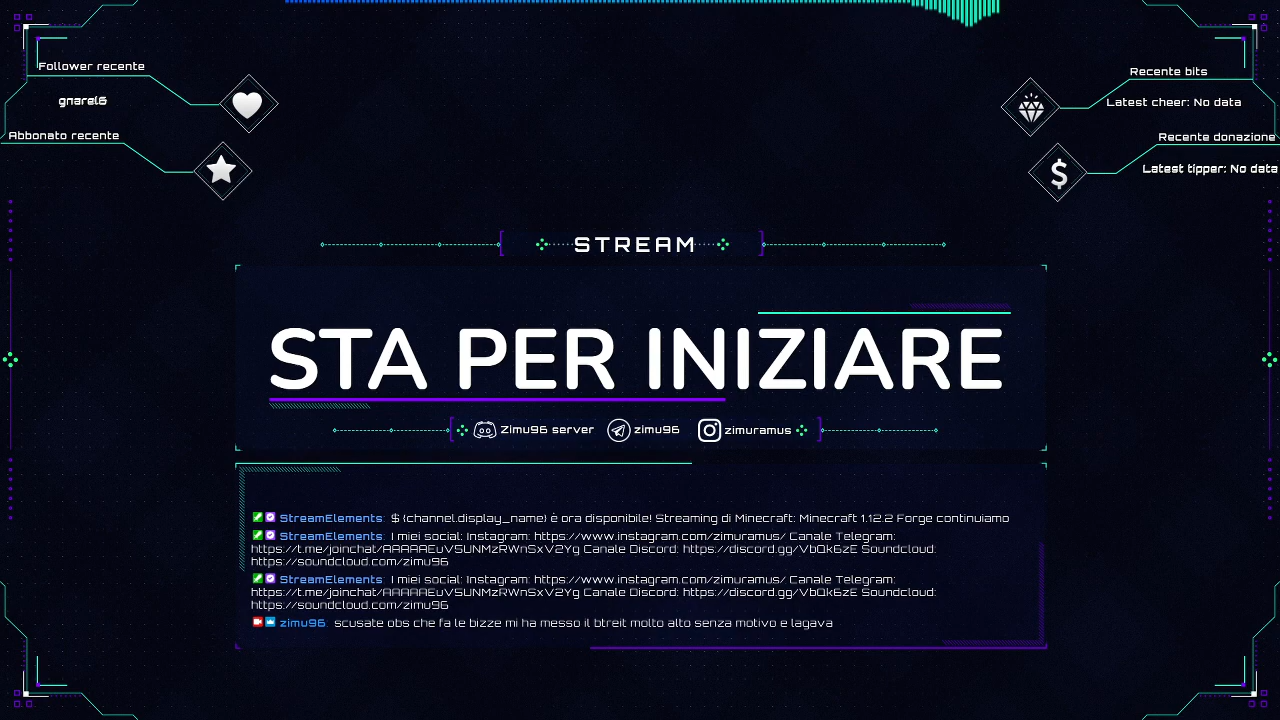 Follower recente
gmarel6
Abbonato recente
Recente bits
Latest cheer: No data
Recente donazione
Latest tipper: No data
STREAM
STA PER INIZIARE
Zimu96 server
zimu96
zimuramus
StreamElements: $ {channel.display_name} è ora disponibile! Streaming di Minecraft: Minecraft 1.12.2 Forge continuiamo
StreamElements: I miei social: Instagram: https://www.instagram.com/zimuramus/ Canale Telegram:
https://t.me/joinchat/AAAAAEuV5UNMzRWnSxV2Yg Canale Discord: https://discord.gg/VbQk6zE Soundcloud:
https://soundcloud.com/zimu96
StreamElements: I miei social: Instagram: https://www.instagram.com/zimuramus/ Canale Telegram:
https://t.me/joinchat/AAAAAEuV5UNMzRWnSxV2Yg Canale Discord: https://discord.gg/VbQk6zE Soundcloud:
https://soundcloud.com/zimu96
zimu96: scusate obs che fa le bizze mi ha messo il btreit molto alto senza motivo e lagava